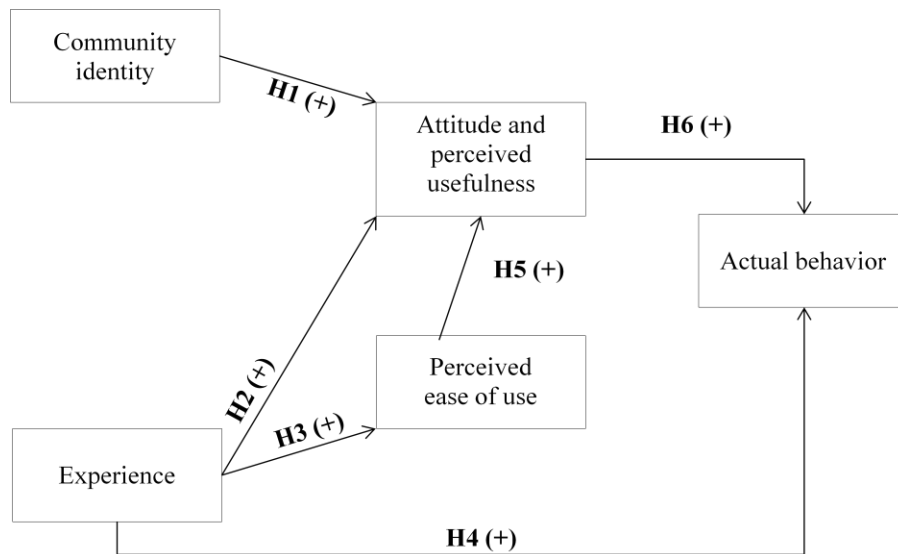 Community
identity
H1 (+)
Attitude and
perceived
usefulness
H6 (+)
Actual behavior
H5 (+)
H2 (+)
Perceived
ease of use
H3 (+)
Experience
H4 (+)